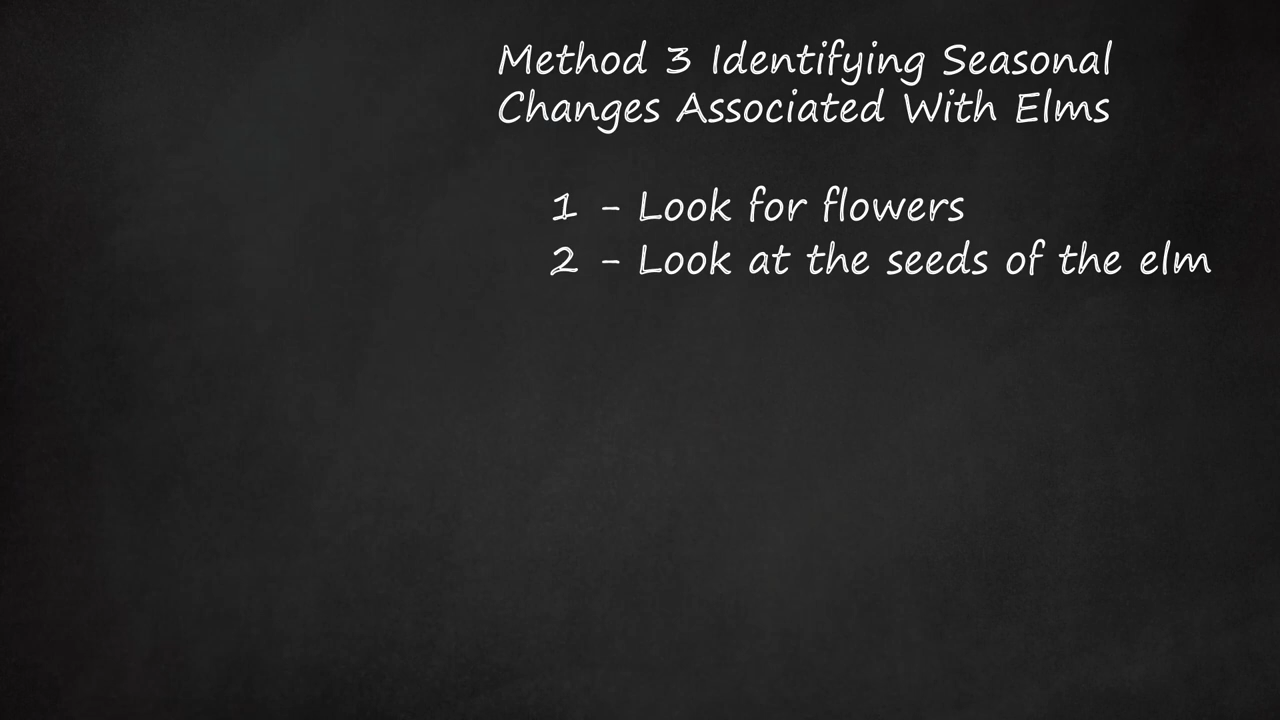 Method 3 Identifying Seasonal
Changes Associated With Elms
1 - Look for flowers
2 - Look at the seeds of the elm